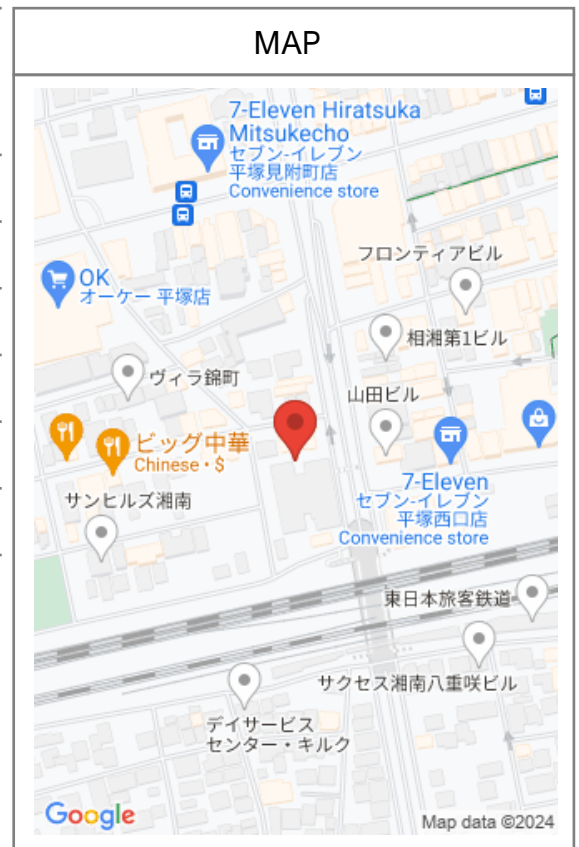 MAP
7-Eleven Hiratsuka
Mitsukecho
セブン-イレブン
平塚見附町店
Convenience store
フロンティアビル
OK
オーケー 平塚店
相湘第1ビル
ヴィラ錦町
山田ビル
ビッグ中華
Chinese • $
7-Eleven
セブン-イレブン
平塚西口店
Convenience store
サンヒルズ湘南
東日本旅客鉄道
サクセス湘南八重咲ビル
デイサービス
センター・キルク
Google
Map data ©2024